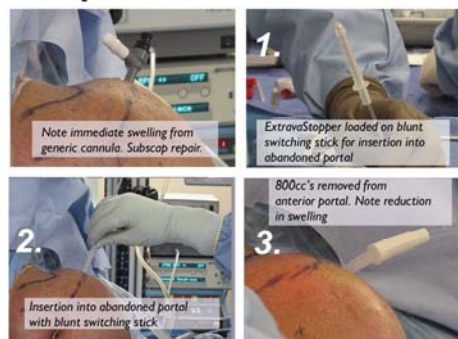 Note immediate swelling from
generic cannula. Subscap repair.
1.
ExtravaStopper loaded on blunt
switching stick for insertion into
abandoned portal
2.
Insertion into abandoned portal
with blunt switching stick
800cc's removed from
anterior portal. Note reduction
in swelling
3.
OFF